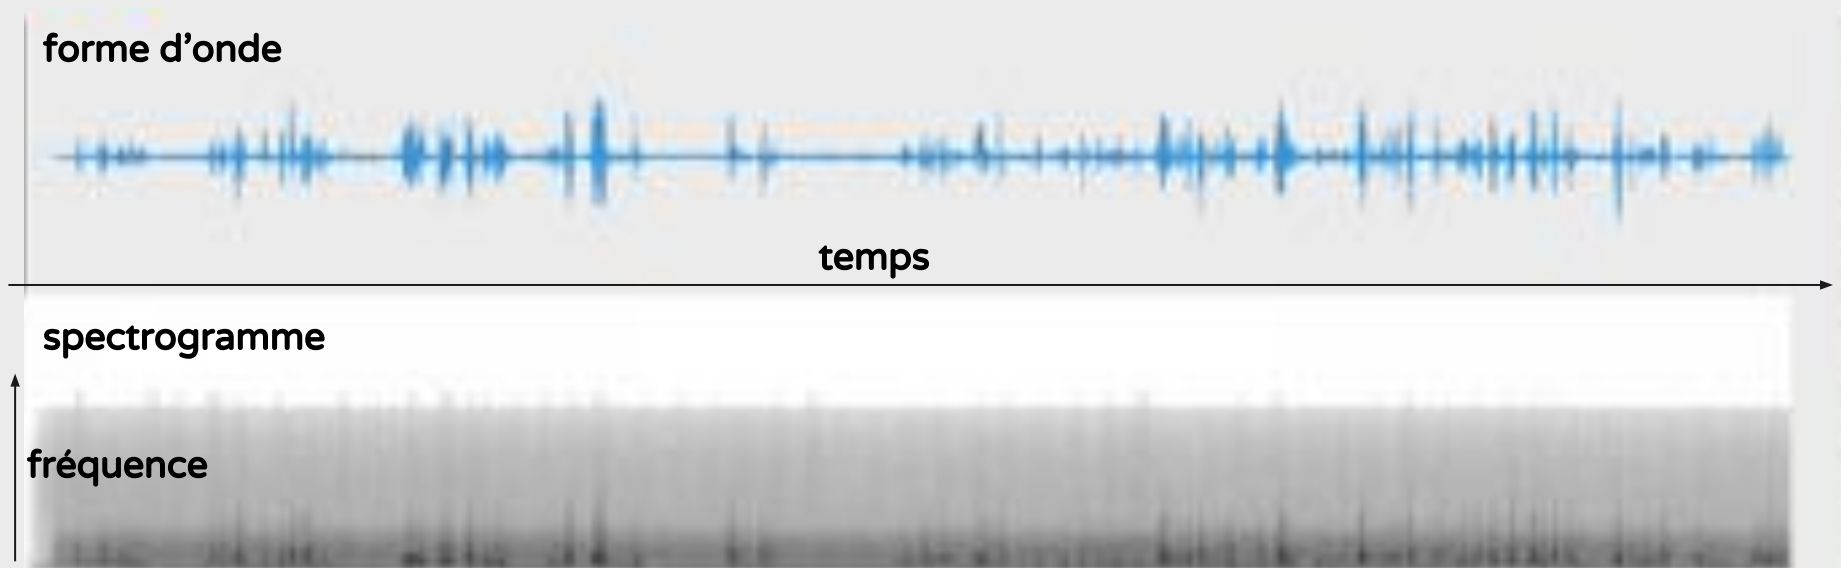 forme d’onde
temps
spectrogramme
fréquence